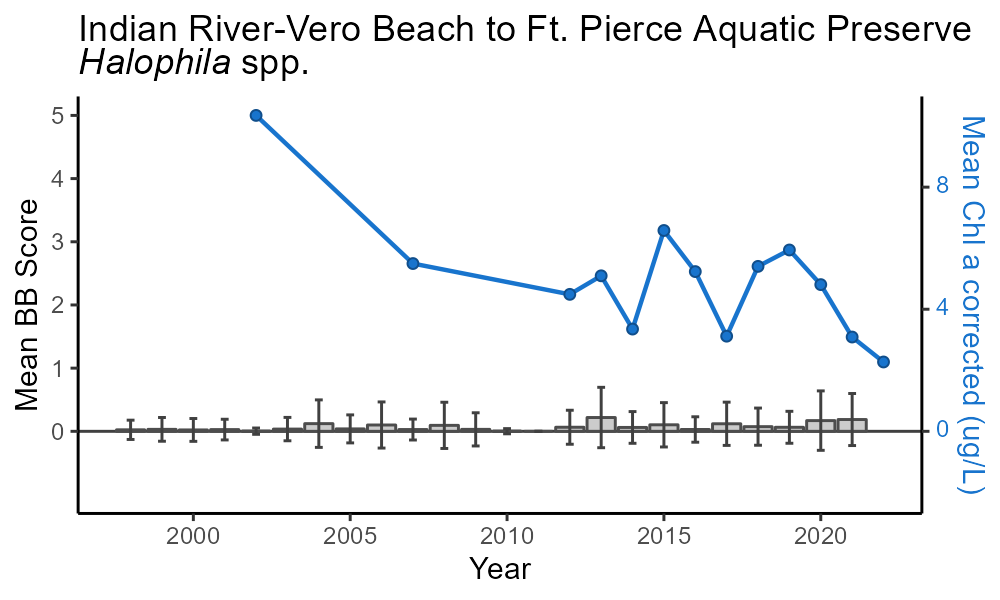 Indian River-Vero Beach to Ft. Pierce Aquatic Preserve
Halophila spp.
Mean BB Score
5
4
3
2
1
0
8
4
0
Mean Chl a corrected (ug/L)
2000
2005
2010
2015
2020
Year